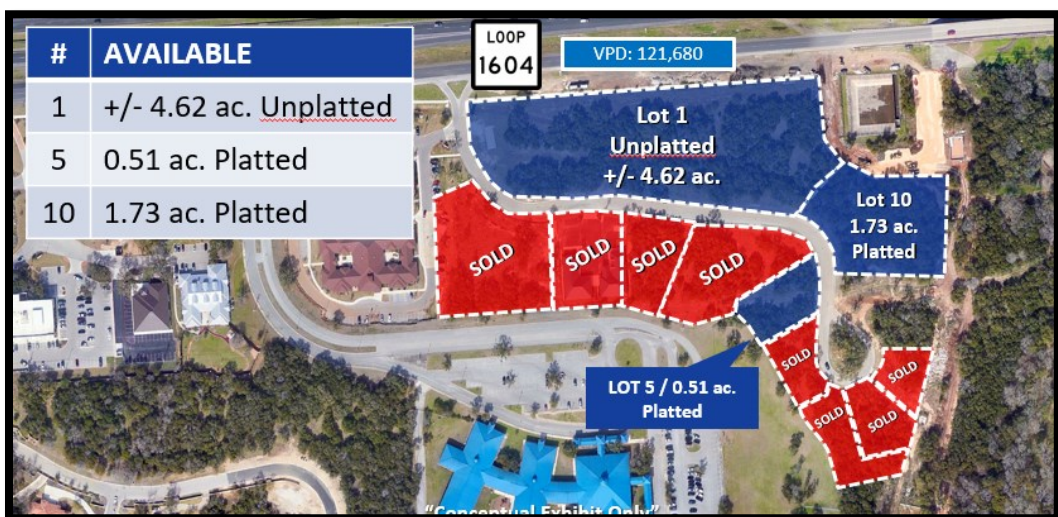 # AVAILABLE
1 +/- 4.62 ac. Unplatted
5 0.51 ac. Platted
10 1.73 ac. Platted
LOOP
1604
VPD: 121,680
Lot 1
Unplatted
+/- 4.62 ac.
Lot 10
1.73 ac.
Platted
SOLD
SOLD
SOLD
SOLD
LOT 5 / 0.51 ac.
Platted
SOLD
SOLD
SOLD
SOLD
"Conceptual Exhibit Only"